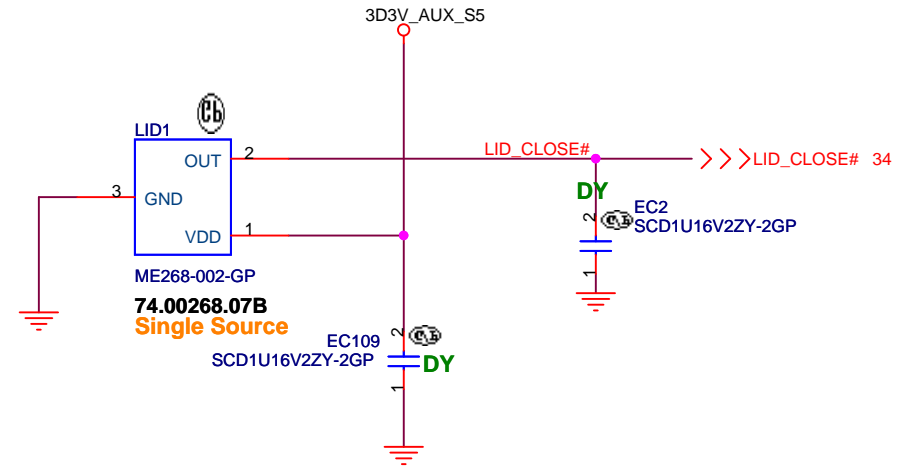 3D3V_AUX_S5
LID1
OUT
2
LID_CLOSE#
LID_CLOSE# 34
3
GND
DY
2
EC2
SCD1U16V2ZY-2GP
VDD
1
1
ME268-002-GP
74.00268.07B
Single Source
2
EC109
SCD1U16V2ZY-2GP
DY
1